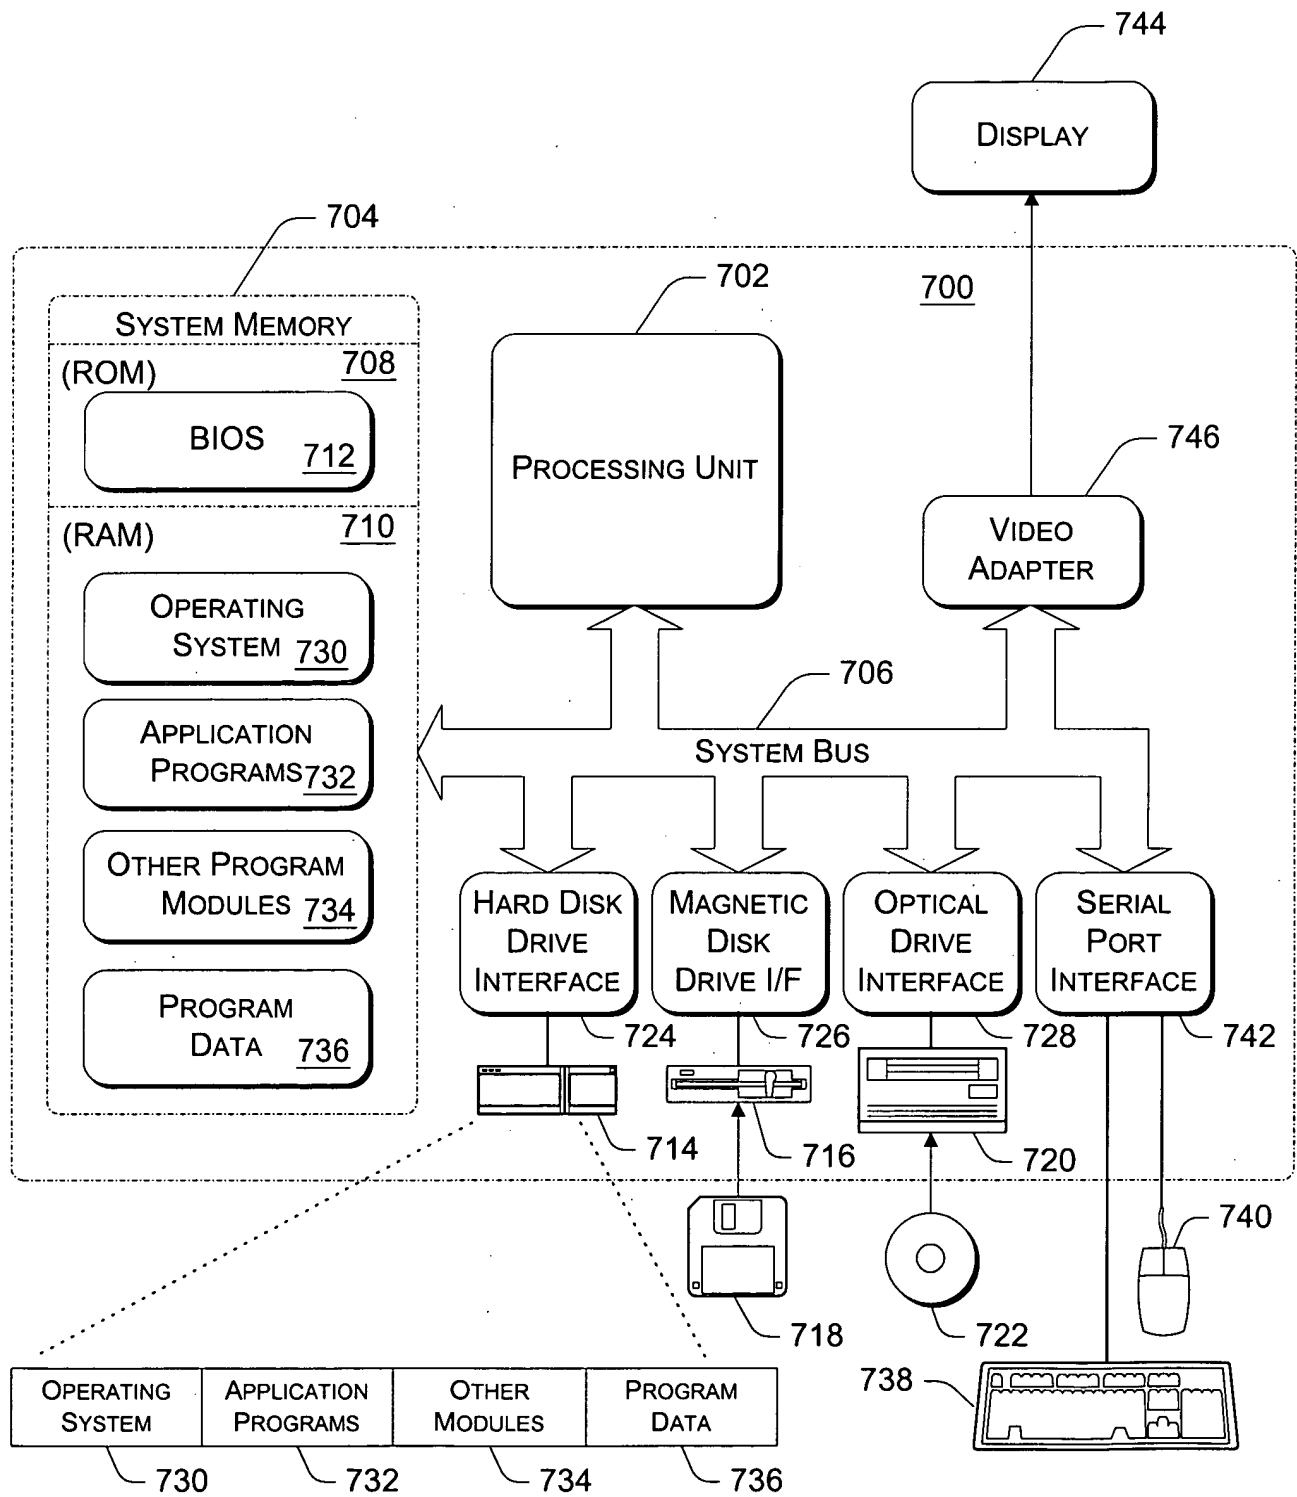 744
DISPLAY
704
702
700
SYSTEM MEMORY
(ROM)
708
BIOS
712
PROCESSING UNIT
746
VIDEO
ADAPTER
(RAM)
710
OPERATING
SYSTEM
730
706
APPLICATION
PROGRAMS
732
SYSTEM BUS
OTHER PROGRAM
MODULES
734
HARD DISK
DRIVE
INTERFACE
MAGNETIC
DISK
DRIVE I/F
OPTICAL
DRIVE
INTERFACE
SERIAL
PORT
INTERFACE
PROGRAM
DATA
736
724
726
728
742
714
716
720
718
722
740
738
OPERATING
SYSTEM
APPLICATION
PROGRAMS
OTHER
MODULES
PROGRAM
DATA
730
732
734
736